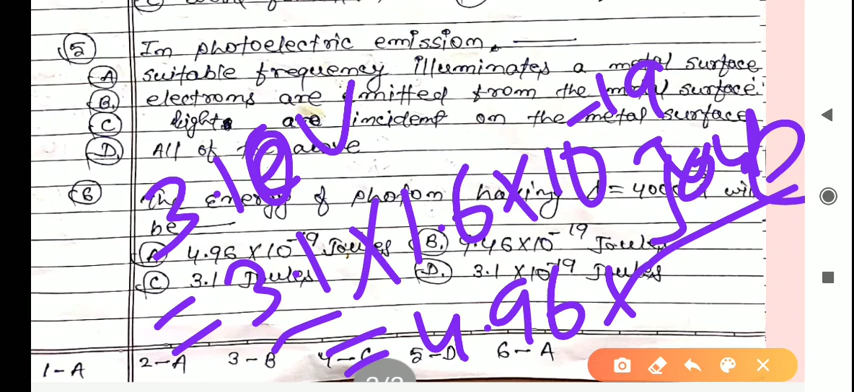 5 In photoelectric emission,
A suitable frequency illuminates a metal surface
B. electrons are emitted from the metal surface.
C light are incident on the metal surface
D. All of the above
6 The energy of photon having = 4000 will
be
A 4.96 × 10⁻¹⁹ Joules B. 9.46 × 10⁻¹⁹ Joules
C 3.1 Joules D. 3.1 × 10⁻¹⁹ Joules
1-A 2-A 3-B 4-C 5-D 6-A
3.1 eV
= 3.1 × 1.6 × 10⁻¹⁹ Joule
= 4.96 ×